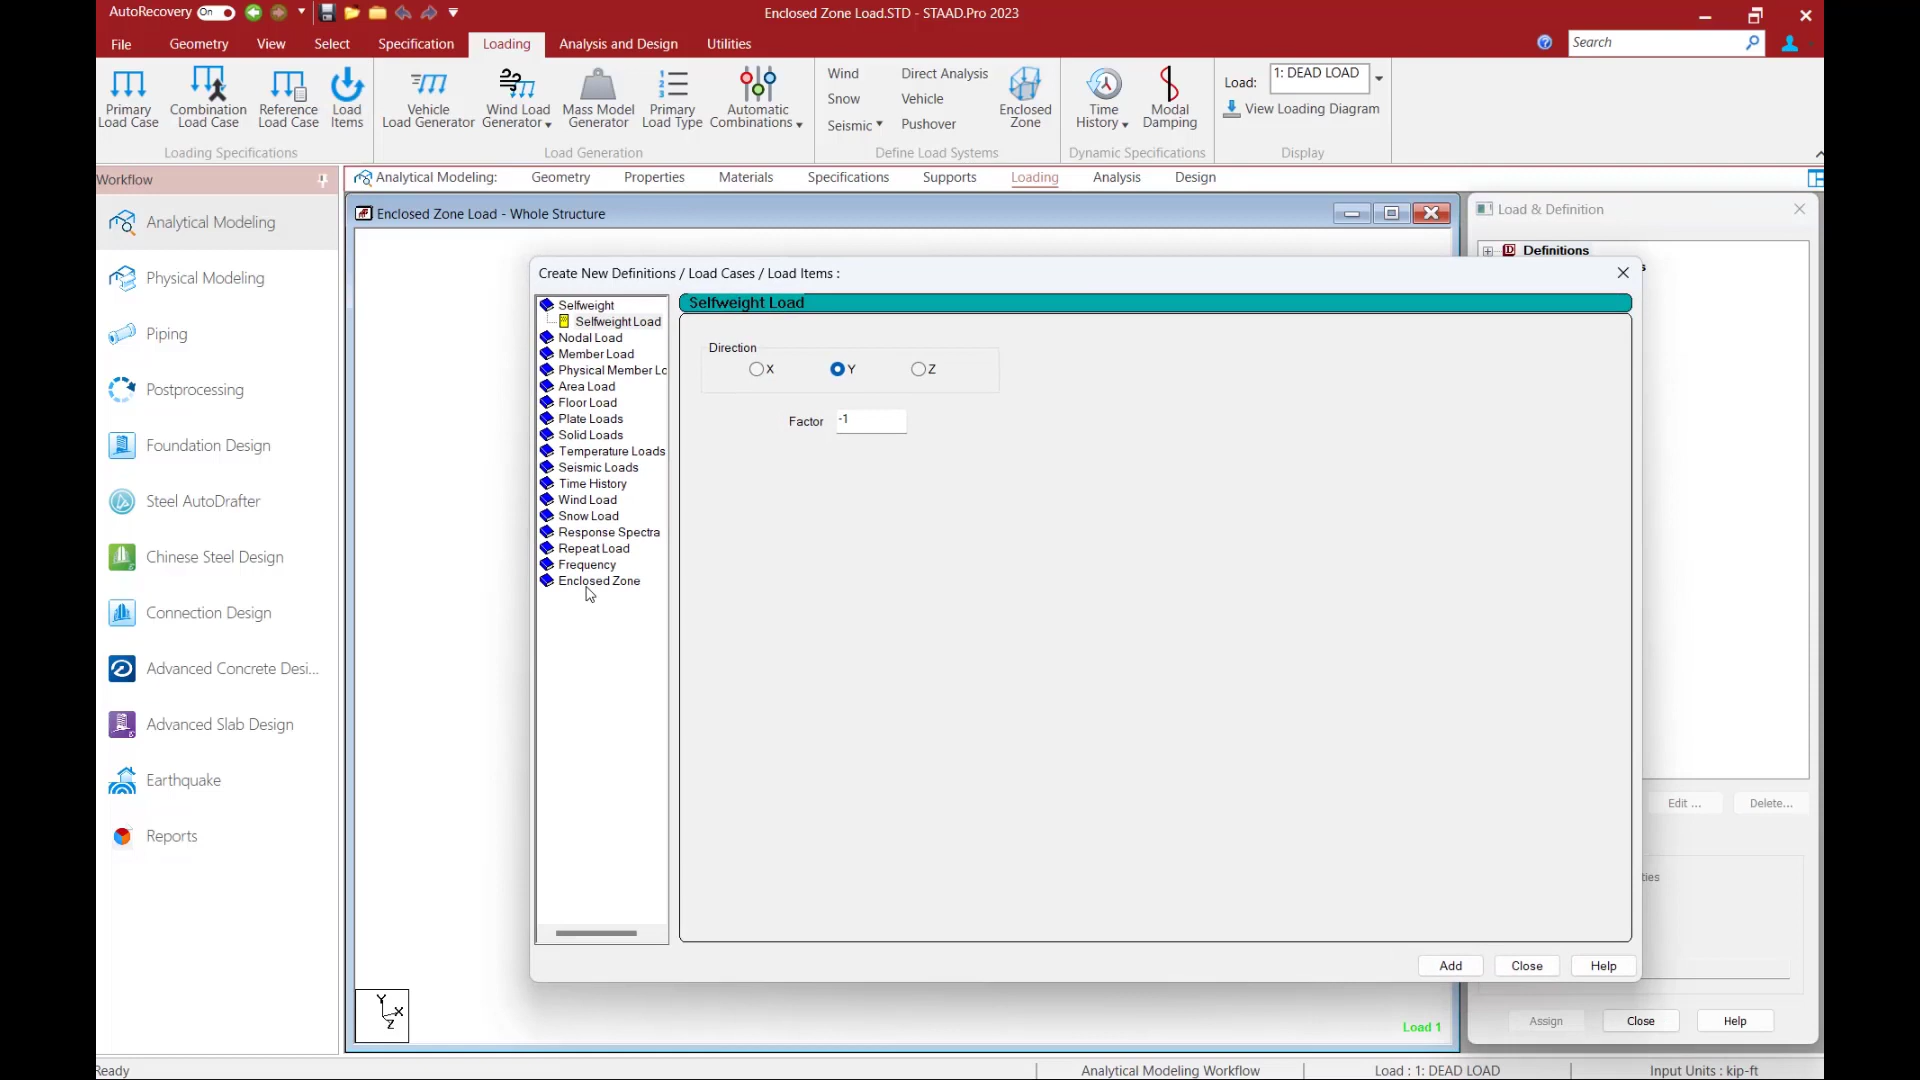 AutoRecovery On
Enclosed Zone Load.STD - STAAD.Pro 2023
File Geometry View Select Specification Loading Analysis and Design Utilities
Search
Primary Load Case
Combination Load Case
Reference Load Case
Load Items
Loading Specifications
Vehicle Load Generator
Wind Load Generator
Mass Model Generator
Primary Load Type
Automatic Combinations
Load Generation
Wind
Snow
Seismic
Direct Analysis
Vehicle
Pushover
Enclosed Zone
Define Load Systems
Time History
Modal Damping
Dynamic Specifications
Load: 1: DEAD LOAD
View Loading Diagram
Display
Workflow
Analytical Modeling: Geometry Properties Materials Specifications Supports Loading Analysis Design
Analytical Modeling
Physical Modeling
Piping
Postprocessing
Foundation Design
Steel AutoDrafter
Chinese Steel Design
Connection Design
Advanced Concrete Desi...
Advanced Slab Design
Earthquake
Reports
Enclosed Zone Load - Whole Structure
Load & Definition
Definitions
s
Create New Definitions / Load Cases / Load Items :
Selfweight
Selfweight Load
Nodal Load
Member Load
Physical Member Lo
Area Load
Floor Load
Plate Loads
Solid Loads
Temperature Loads
Seismic Loads
Time History
Wind Load
Snow Load
Response Spectra
Repeat Load
Frequency
Enclosed Zone
Selfweight Load
Direction
X Y Z
Factor -1
Add Close Help
Edit ... Delete...
ties
Assign Close Help
Y
X
Z
Load 1
Ready
Analytical Modeling Workflow
Load : 1: DEAD LOAD
Input Units : kip-ft